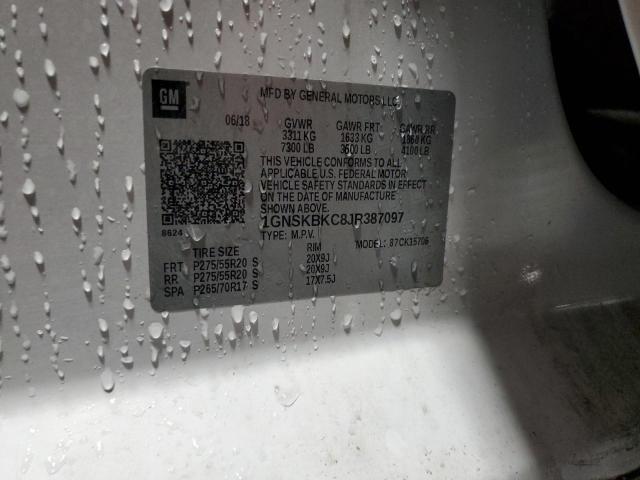 GM
MFD BY GENERAL MOTORS LLC
06/18 GVWR GAWR FRT GAWR RR
3311 KG 1633 KG 1860 KG
7300 LB 3600 LB 4100 LB
THIS VEHICLE CONFORMS TO ALL
APPLICABLE U.S. FEDERAL MOTOR
VEHICLE SAFETY STANDARDS IN EFFECT
ON THE DATE OF MANUFACTURE
SHOWN ABOVE.
1GNSKBKC8JR387097
8624 TYPE: M.P.V. MODEL: 87CK15706
TIRE SIZE RIM
FRT P275/55R20 S 20X9J
RR P275/55R20 S 20X9J
SPA P265/70R17 S 17X7.5J